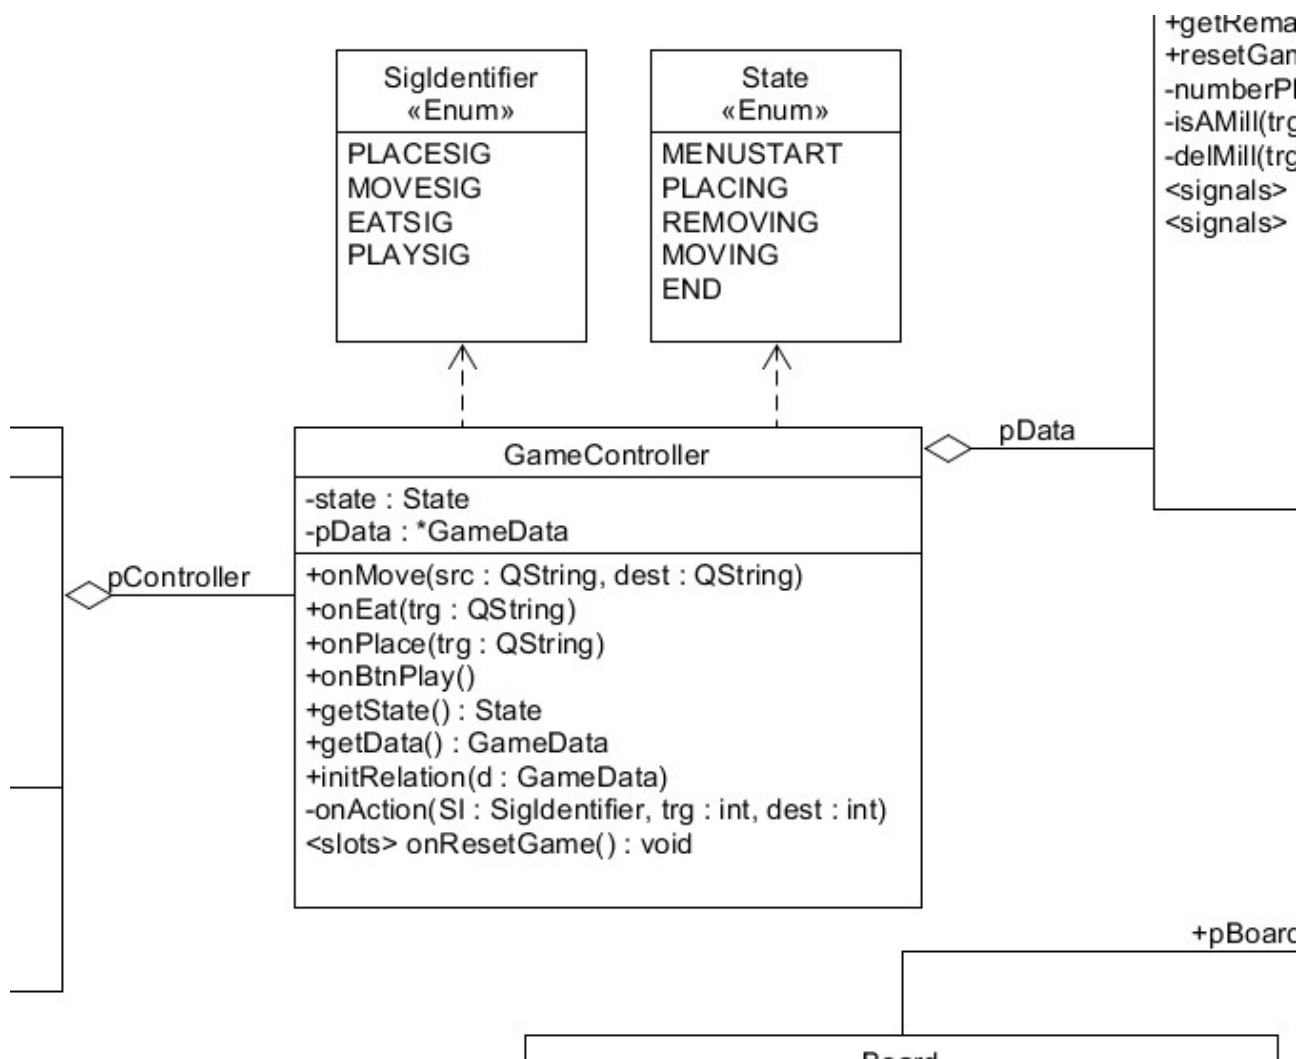 SigIdentifier
«Enum»
PLACESIG
MOVESIG
EATSIG
PLAYSIG
State
«Enum»
MENUSTART
PLACING
REMOVING
MOVING
END
+getRema
+resetGam
-numberPl
-isAMill(trg
-delMill(trg
<signals>
<signals>
pData
GameController
-state : State
-pData : *GameData
+onMove(src : QString, dest : QString)
+onEat(trg : QString)
+onPlace(trg : QString)
+onBtnPlay()
+getState() : State
+getData() : GameData
+initRelation(d : GameData)
-onAction(SI : SigIdentifier, trg : int, dest : int)
<slots> onResetGame() : void
pController
+pBoard
Board